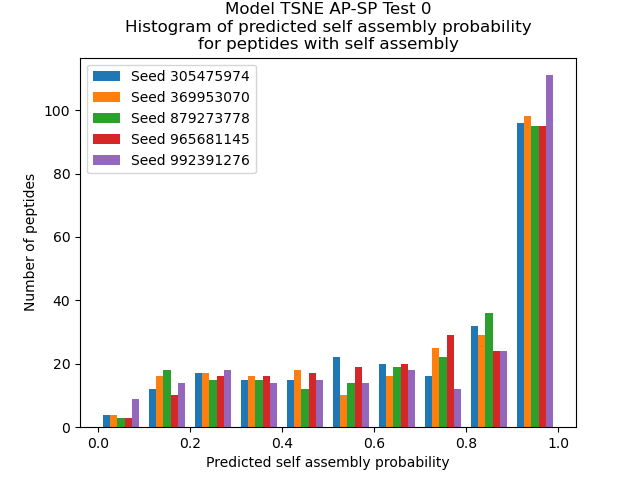 Model TSNE AP-SP Test 0
Histogram of predicted self assembly probability
for peptides with self assembly
Seed 305475974
Seed 369953070
Seed 879273778
Seed 965681145
Seed 992391276
Number of peptides
100
80
60
40
20
0
0.0 0.2 0.4 0.6 0.8 1.0
Predicted self assembly probability